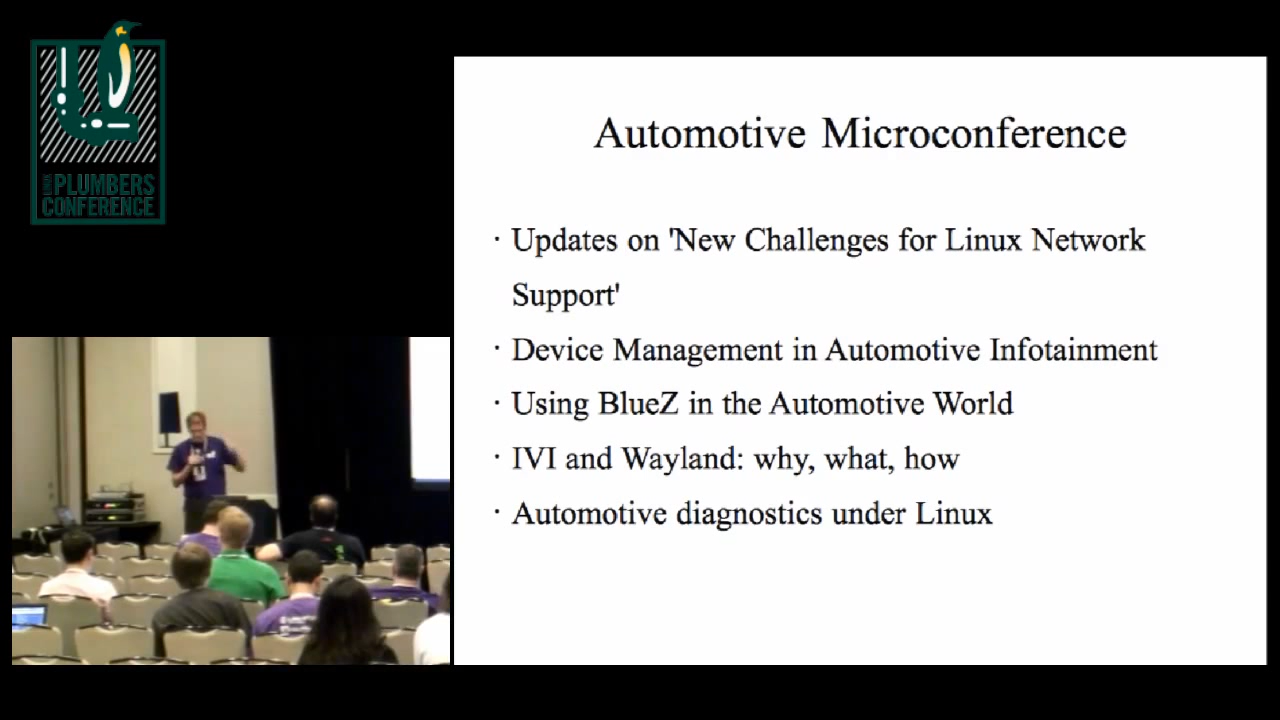 LINUX
PLUMBERS
CONFERENCE
Automotive Microconference
· Updates on 'New Challenges for Linux Network
Support'
· Device Management in Automotive Infotainment
· Using BlueZ in the Automotive World
· IVI and Wayland: why, what, how
· Automotive diagnostics under Linux